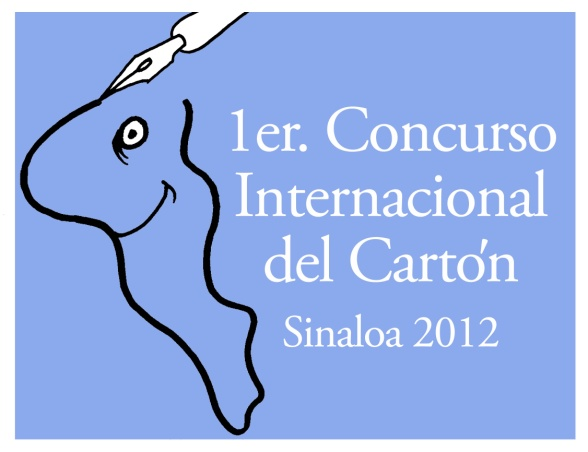 1er. Concurso
Internacional
del Cartón
Sinaloa 2012